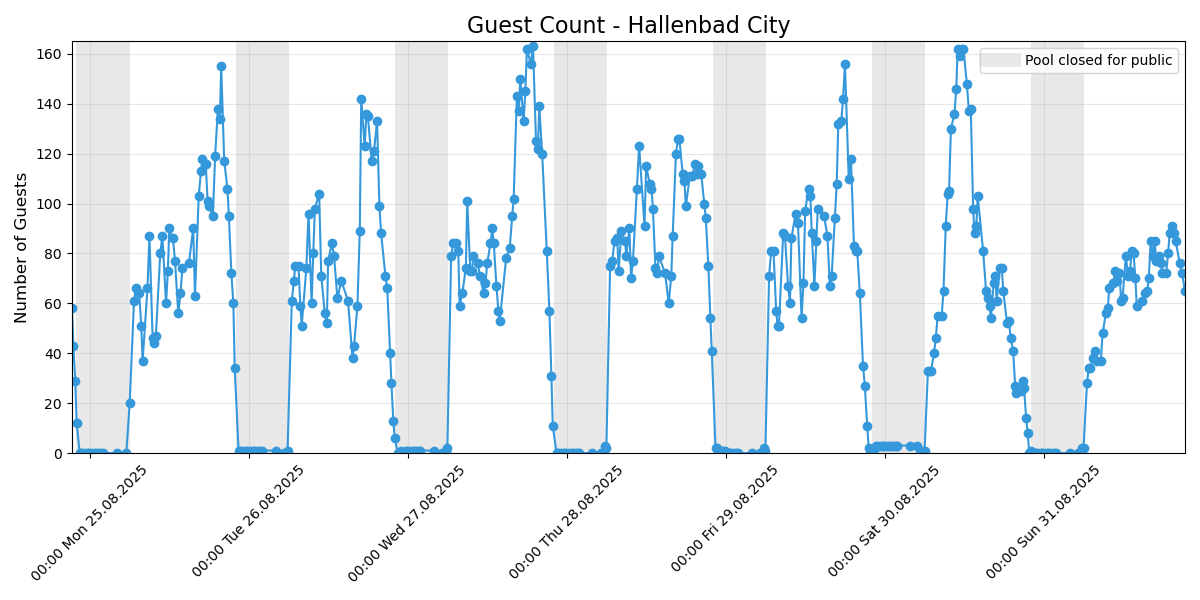 Guest Count - Hallenbad City
Pool closed for public
Number of Guests
160
140
120
100
80
60
40
20
0
00:00 Mon 25.08.2025
00:00 Tue 26.08.2025
00:00 Wed 27.08.2025
00:00 Thu 28.08.2025
00:00 Fri 29.08.2025
00:00 Sat 30.08.2025
00:00 Sun 31.08.2025